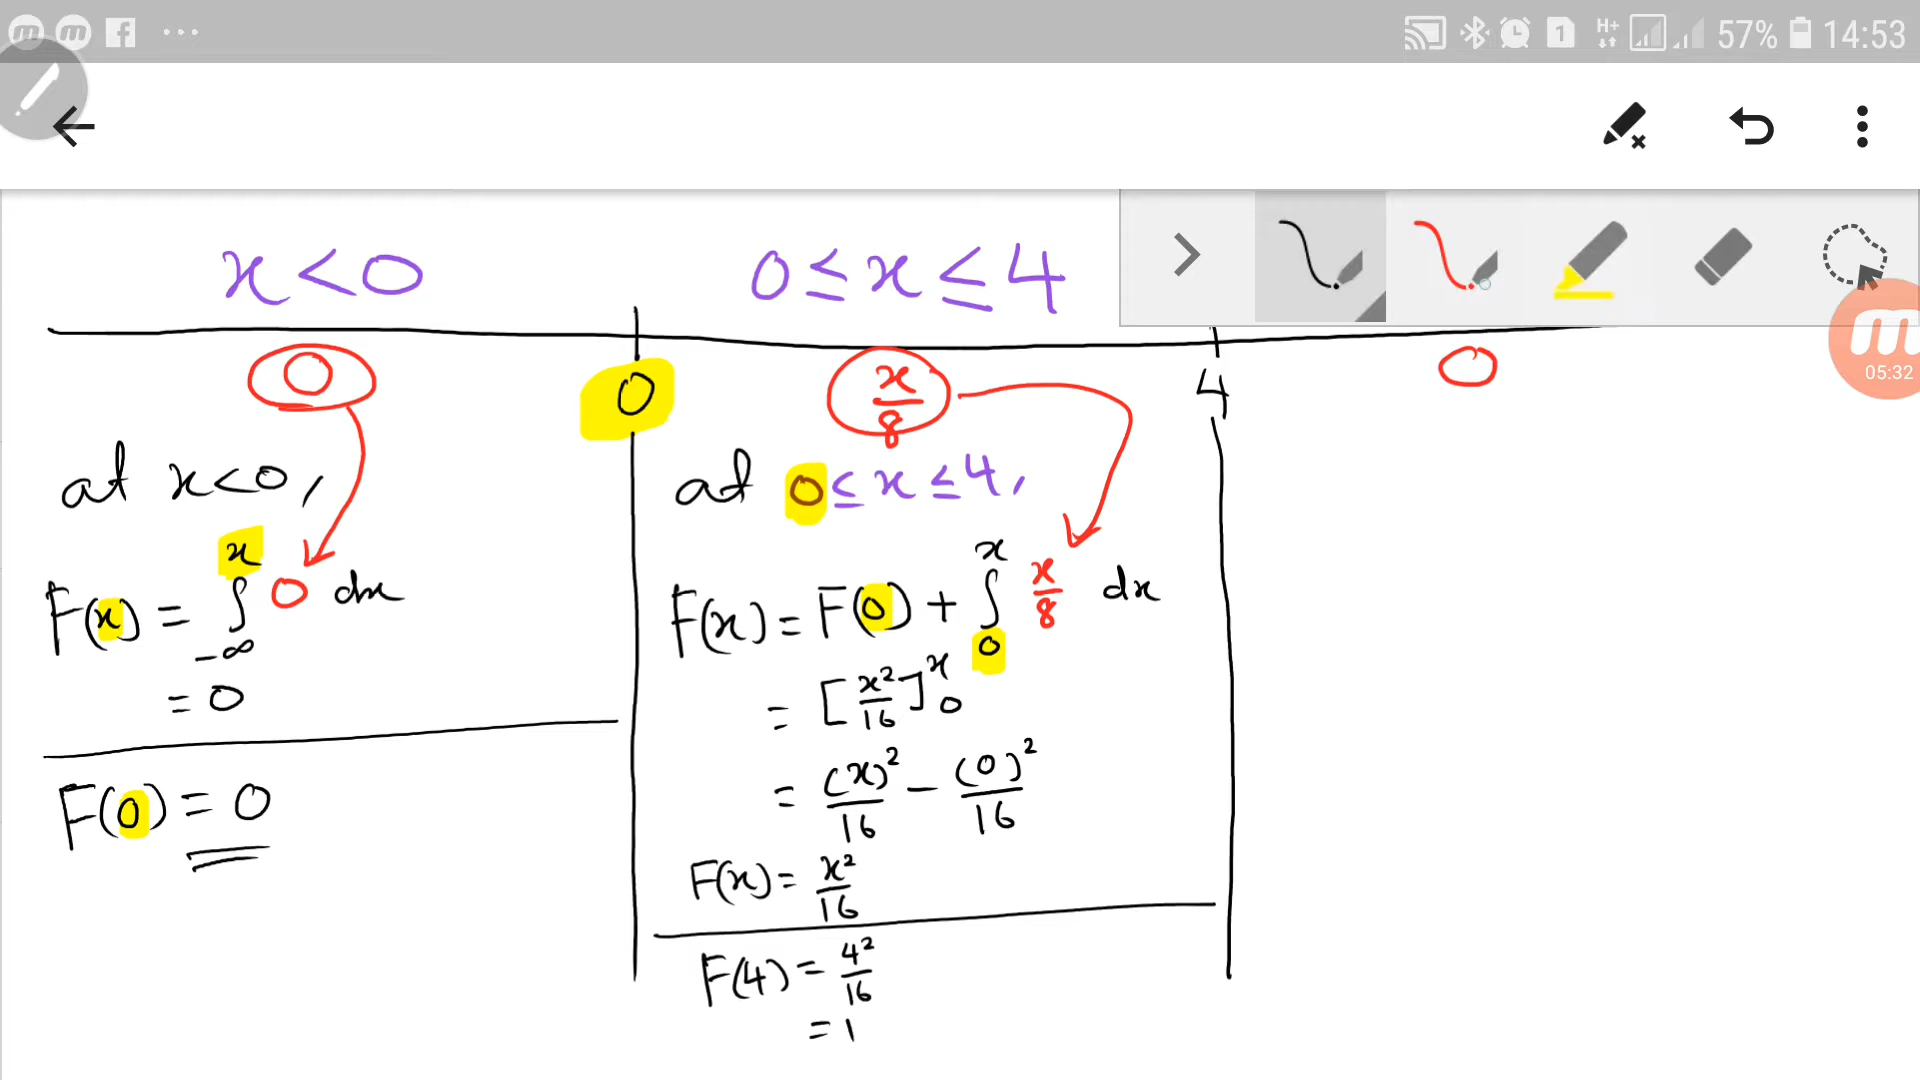 57% 14:53
x < 0
0 ≤ x ≤ 4
05:32
0
0
x/8
4
0
at x<0,
F(x) = ∫_{-∞}^{x} 0 dx
= 0
F(0) = 0
at 0 ≤ x ≤ 4,
F(x) = F(0) + ∫_{0}^{x} x/8 dx
= [x²/16]_{0}^{x}
= (x)²/16 − (0)²/16
F(x) = x²/16
F(4) = 4²/16
= 1